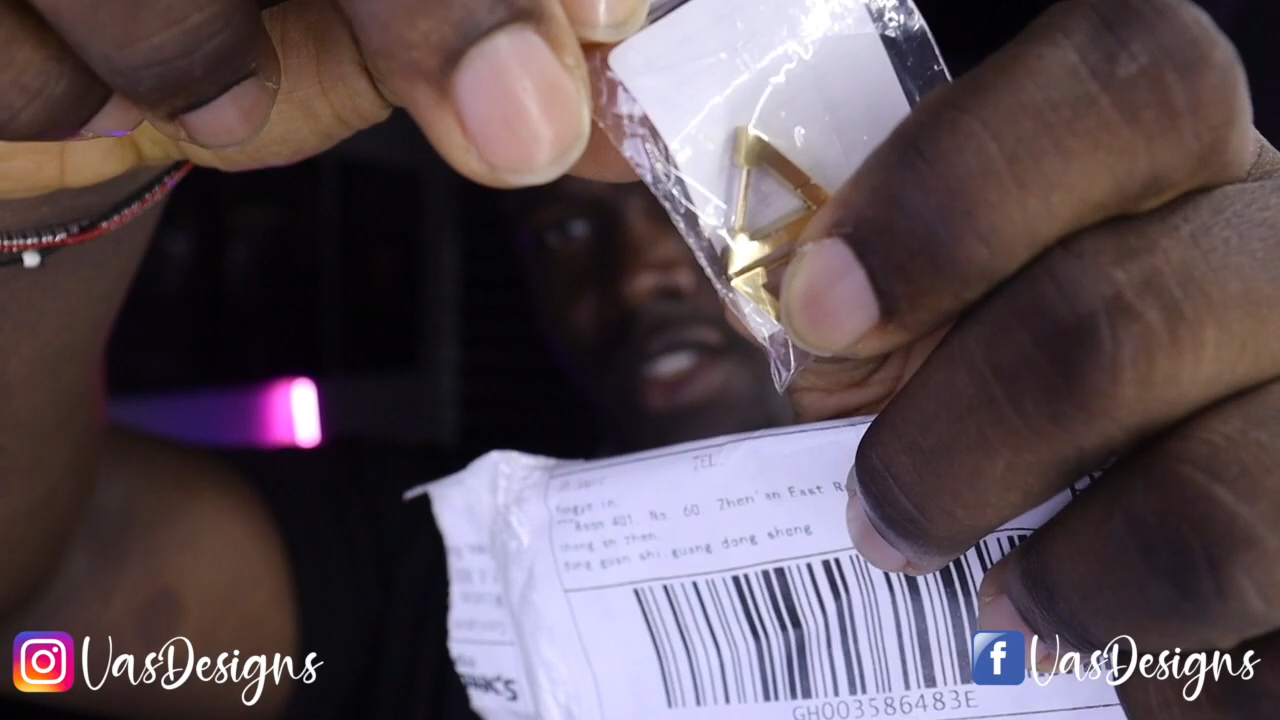 TEL:
Room 401, No. 60 Zhen'an East
chang an zhen,
dong guan shi, guang dong sheng
GH003586483E
VasDesigns
VasDesigns